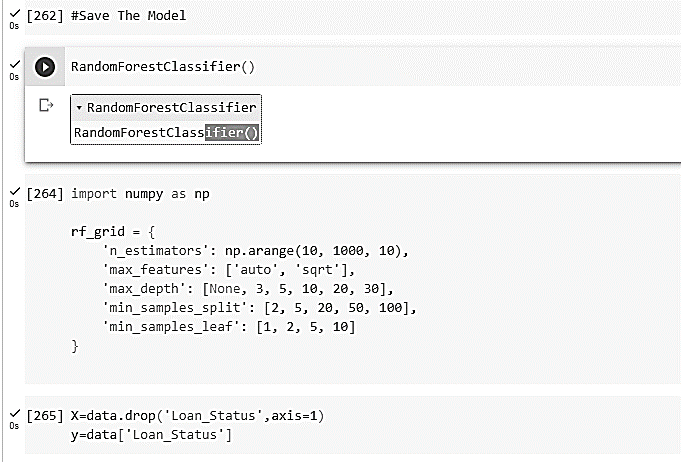 [262] #Save The Model
0s
RandomForestClassifier()
0s
▾ RandomForestClassifier
RandomForestClassifier()
[264] import numpy as np
0s
rf_grid = {
'n_estimators': np.arange(10, 1000, 10),
'max_features': ['auto', 'sqrt'],
'max_depth': [None, 3, 5, 10, 20, 30],
'min_samples_split': [2, 5, 20, 50, 100],
'min_samples_leaf': [1, 2, 5, 10]
}
[265] X=data.drop('Loan_Status',axis=1)
0s
y=data['Loan_Status']